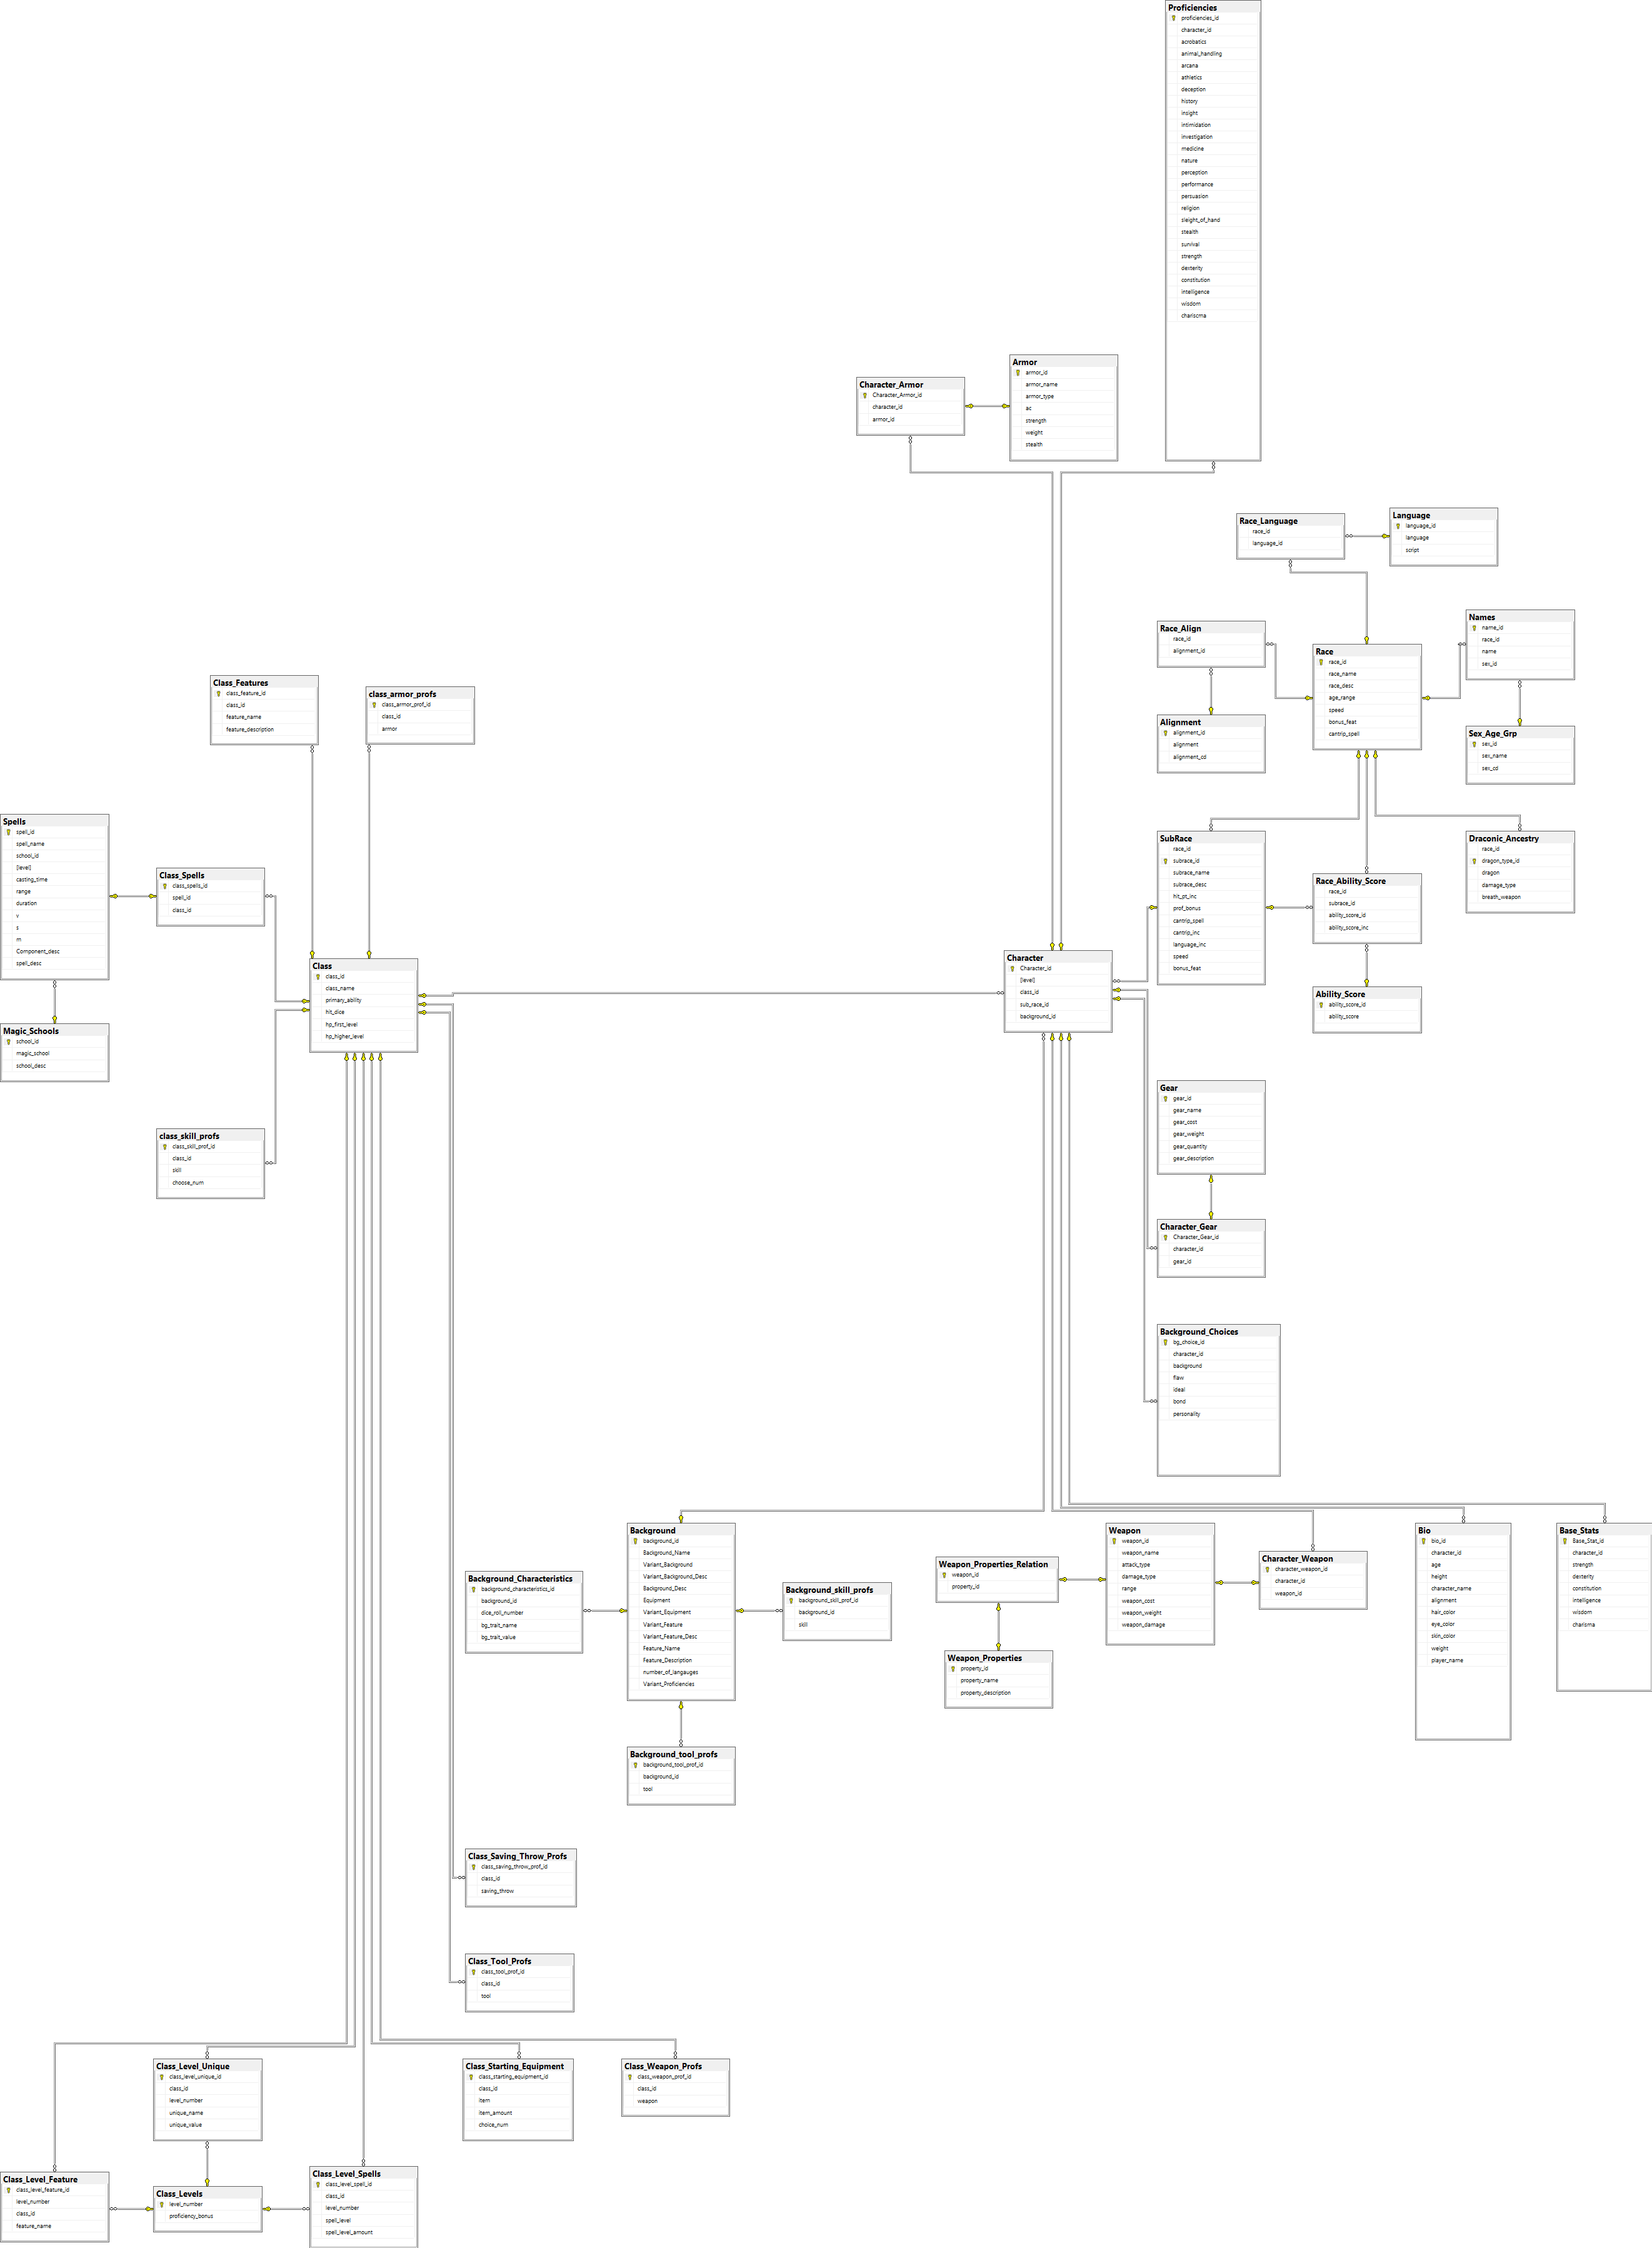 Proficiencies
proficiencies_id
character_id
acrobatics
animal_handling
arcana
athletics
deception
history
insight
intimidation
investigation
medicine
nature
perception
performance
persuasion
religion
sleight_of_hand
stealth
survival
strength
dexterity
constitution
intelligence
wisdom
chariscma
Armor
armor_id
armor_name
armor_type
ac
strength
weight
stealth
Character_Armor
Character_Armor_id
character_id
armor_id
Race_Language
race_id
language_id
Language
language_id
language
script
Race_Align
race_id
alignment_id
Race
race_id
race_name
race_desc
age_range
speed
bonus_feat
cantrip_spell
Names
name_id
race_id
name
sex_id
Alignment
alignment_id
alignment
alignment_cd
Sex_Age_Grp
sex_id
sex_name
sex_cd
Class_Features
class_feature_id
class_id
feature_name
feature_description
class_armor_profs
class_armor_prof_id
class_id
armor
Spells
spell_id
spell_name
school_id
[level]
casting_time
range
duration
v
s
m
Component_desc
spell_desc
Class_Spells
class_spells_id
spell_id
class_id
SubRace
race_id
subrace_id
subrace_name
subrace_desc
hit_pt_inc
prof_bonus
cantrip_spell
cantrip_inc
language_inc
speed
bonus_feat
Race_Ability_Score
race_id
subrace_id
ability_score_id
ability_score_inc
Draconic_Ancestry
race_id
dragon_type_id
dragon
damage_type
breath_weapon
Class
class_id
class_name
primary_ability
hit_dice
hp_first_level
hp_higher_level
Character
Character_id
[level]
class_id
sub_race_id
background_id
Ability_Score
ability_score_id
ability_score
Magic_Schools
school_id
magic_school
school_desc
class_skill_profs
class_skill_prof_id
class_id
skill
choose_num
Gear
gear_id
gear_name
gear_cost
gear_weight
gear_quantity
gear_description
Character_Gear
Character_Gear_id
character_id
gear_id
Background_Choices
bg_choice_id
character_id
background
flaw
ideal
bond
personality
Background
background_id
Background_Name
Variant_Background
Variant_Background_Desc
Background_Desc
Equipment
Variant_Equipment
Variant_Feature
Variant_Feature_Desc
Feature_Name
Feature_Description
number_of_langauges
Variant_Proficiencies
Background_Characteristics
background_characteristics_id
background_id
dice_roll_number
bg_trait_name
bg_trait_value
Background_skill_profs
background_skill_prof_id
background_id
skill
Weapon_Properties_Relation
weapon_id
property_id
Weapon
weapon_id
weapon_name
attack_type
damage_type
range
weapon_cost
weapon_weight
weapon_damage
Character_Weapon
character_weapon_id
character_id
weapon_id
Bio
bio_id
character_id
age
height
character_name
alignment
hair_color
eye_color
skin_color
weight
player_name
Base_Stats
Base_Stat_id
character_id
strength
dexterity
constitution
intelligence
wisdom
charisma
Weapon_Properties
property_id
property_name
property_description
Background_tool_profs
background_tool_prof_id
background_id
tool
Class_Saving_Throw_Profs
class_saving_throw_prof_id
class_id
saving_throw
Class_Tool_Profs
class_tool_prof_id
class_id
tool
Class_Level_Unique
class_level_unique_id
class_id
level_number
unique_name
unique_value
Class_Starting_Equipment
class_starting_equipment_id
class_id
item
item_amount
choice_num
Class_Weapon_Profs
class_weapon_prof_id
class_id
weapon
Class_Level_Feature
class_level_feature_id
level_number
class_id
feature_name
Class_Levels
level_number
proficiency_bonus
Class_Level_Spells
class_level_spell_id
class_id
level_number
spell_level
spell_level_amount